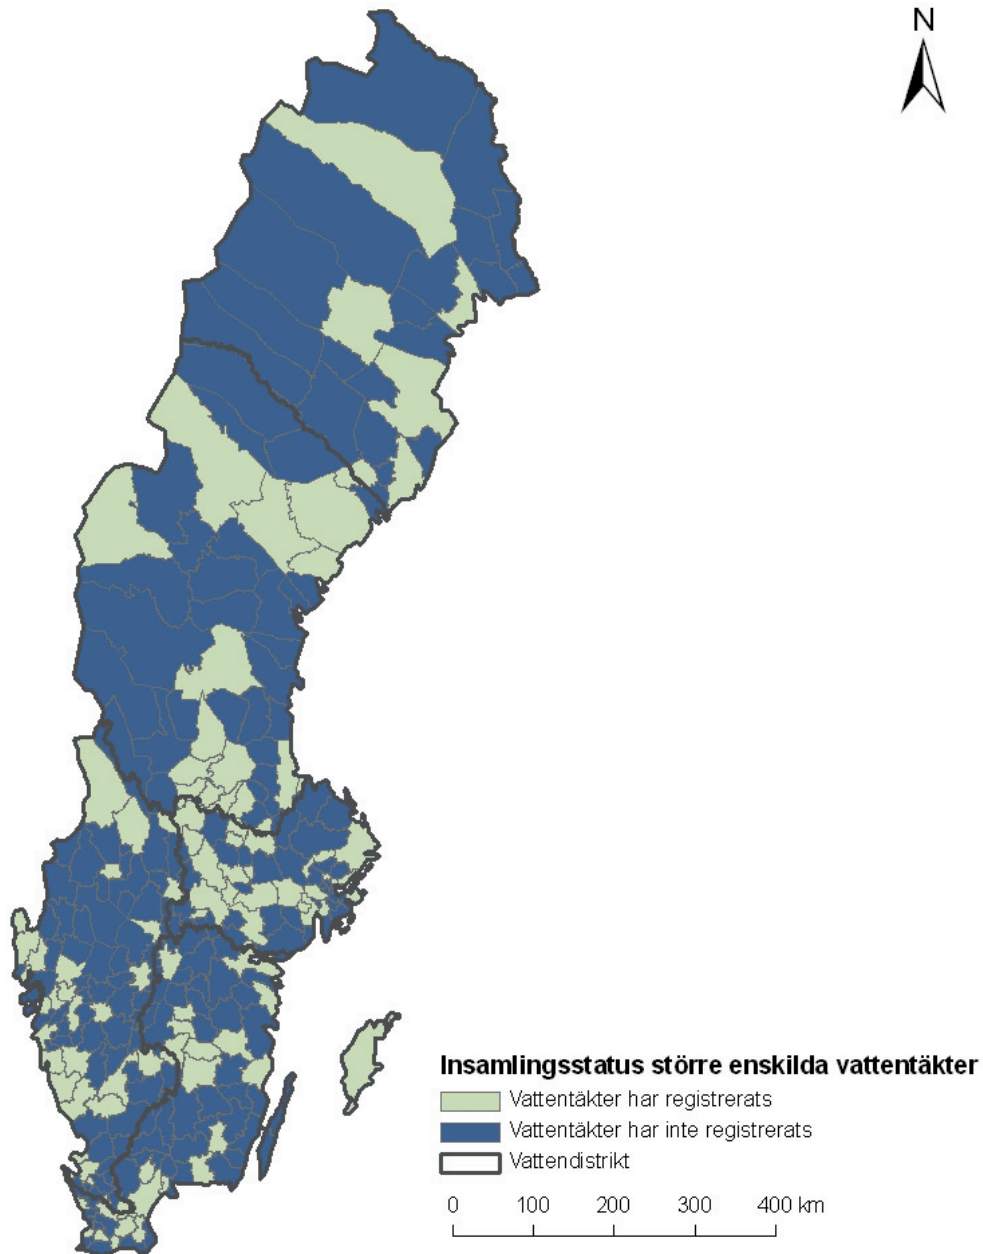 N
Insamlingsstatus större enskilda vattentäkter
Vattentäkter har registrerats
Vattentäkter har inte registrerats
Vattendistrikt
0 100 200 300 400 km